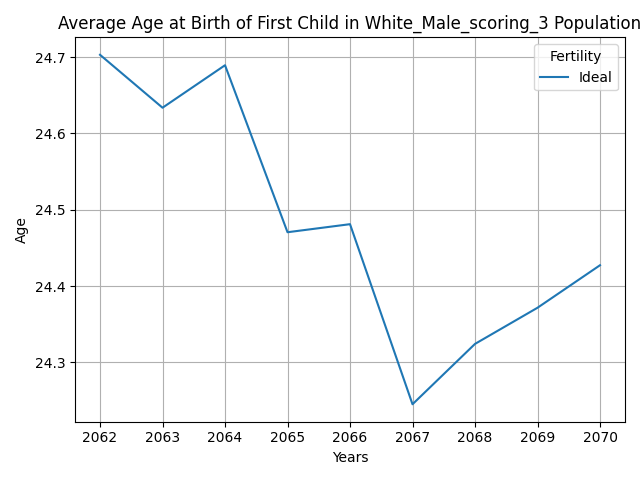 Average Age at Birth of First Child in White_Male_scoring_3 Population
Fertility
Ideal
24.7
24.6
24.5
24.4
24.3
Age
2062 2063 2064 2065 2066 2067 2068 2069 2070
Years